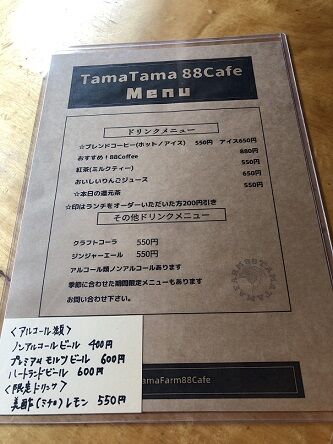 TamaTama 88Cafe
Menu
ドリンクメニュー
☆ブレンドコーヒー(ホット/アイス) 550円 アイス650円
おすすめ!88Coffee 880円
紅茶(ミルクティー) 550円
おいしいりんごジュース 650円
☆本日の還元茶 550円
☆印はランチをオーダーいただいた方200円引き
その他ドリンクメニュー
クラフトコーラ 550円
ジンジャーエール 550円
アルコール類ノンアルコールあります
季節に合わせた期間限定メニューもあります
お問い合わせ下さい。
<アルコール類>
ノンアルコールビール 400円
プレミアムモルツビール 600円
ハートランドビール 600円
<限定ドリンク>
美酢(ミチョ)レモン 550円
TamaFarm88Cafe